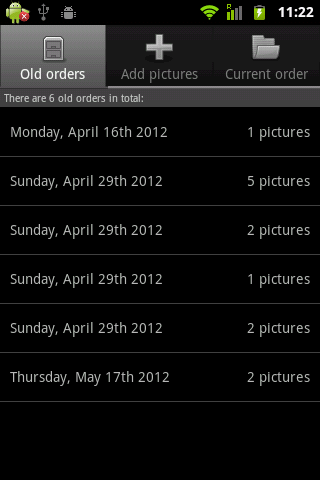 11:22
Old orders
Add pictures
Current order
There are 6 old orders in total:
Monday, April 16th 2012 1 pictures
Sunday, April 29th 2012 5 pictures
Sunday, April 29th 2012 2 pictures
Sunday, April 29th 2012 1 pictures
Sunday, April 29th 2012 2 pictures
Thursday, May 17th 2012 2 pictures